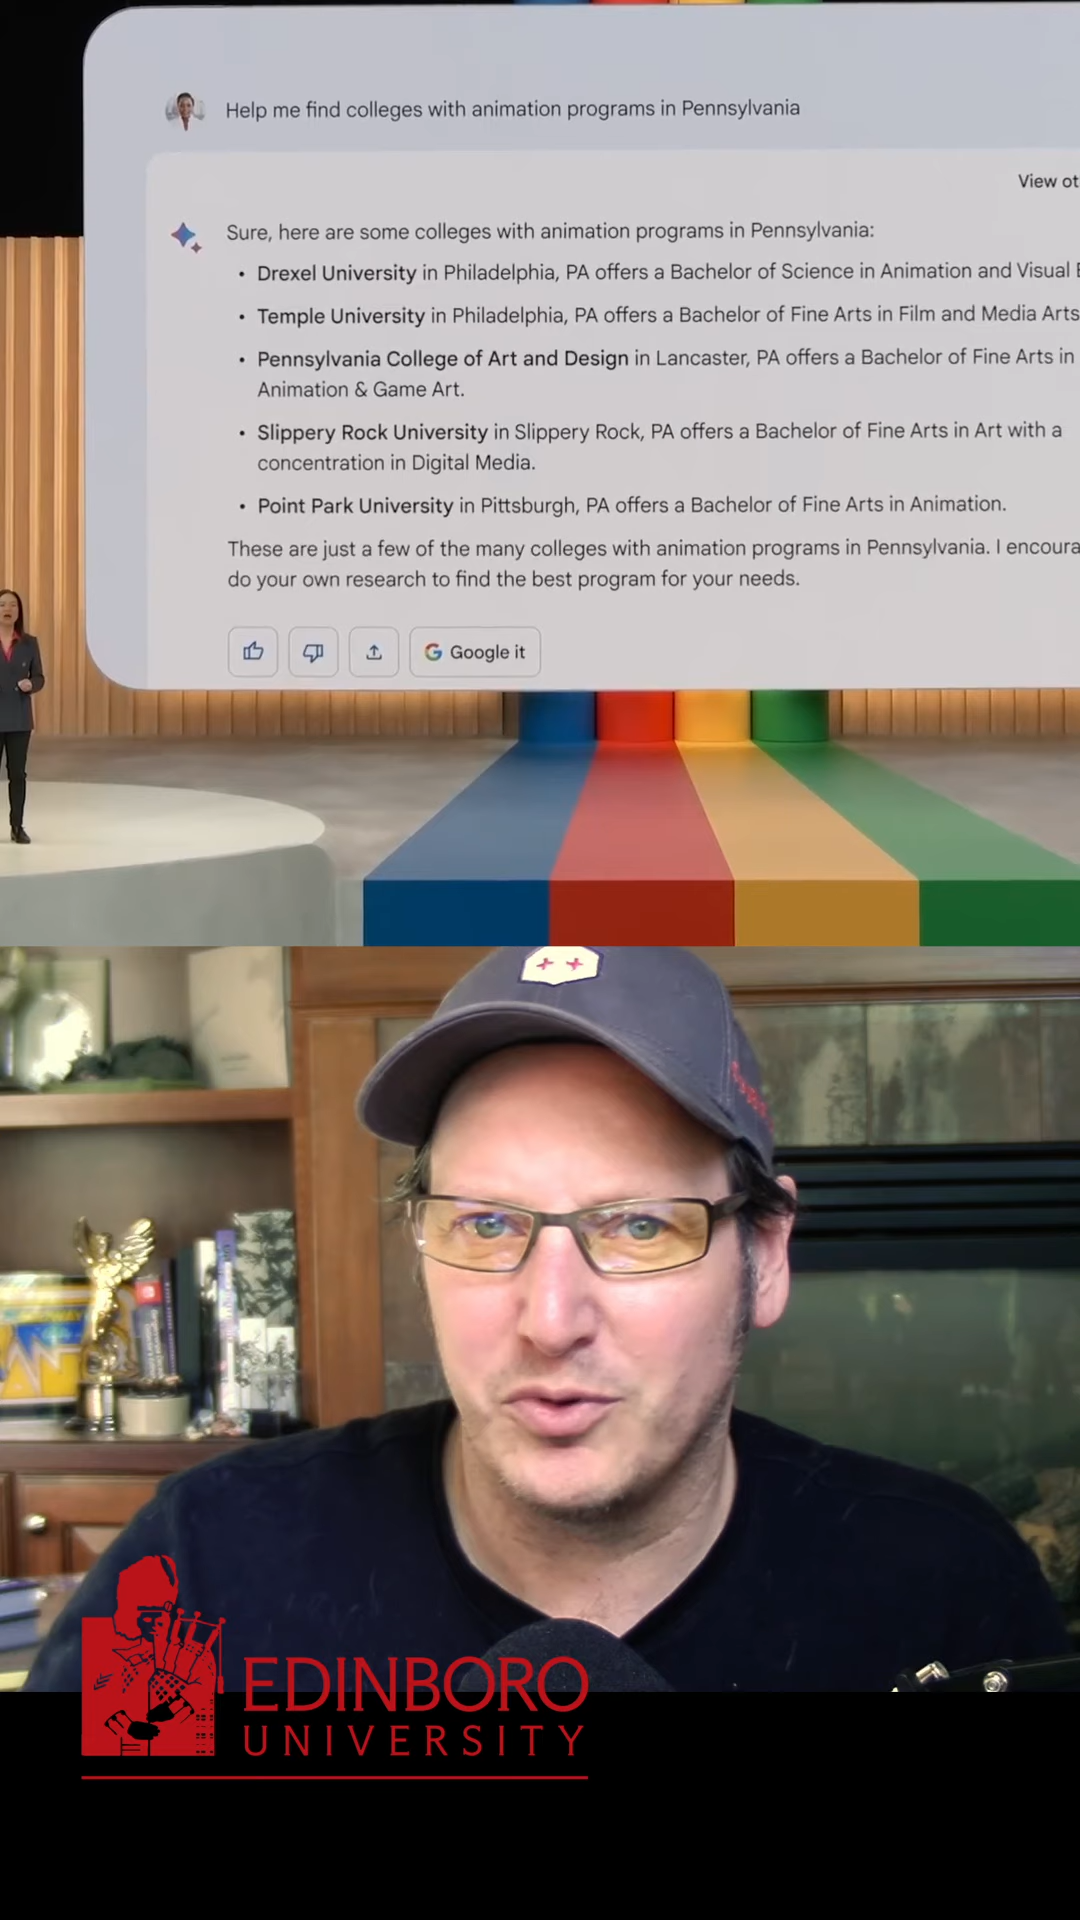 Help me find colleges with animation programs in Pennsylvania
View ot
Sure, here are some colleges with animation programs in Pennsylvania:
• Drexel University in Philadelphia, PA offers a Bachelor of Science in Animation and Visual E
• Temple University in Philadelphia, PA offers a Bachelor of Fine Arts in Film and Media Arts
• Pennsylvania College of Art and Design in Lancaster, PA offers a Bachelor of Fine Arts in
Animation & Game Art.
• Slippery Rock University in Slippery Rock, PA offers a Bachelor of Fine Arts in Art with a
concentration in Digital Media.
• Point Park University in Pittsburgh, PA offers a Bachelor of Fine Arts in Animation.
These are just a few of the many colleges with animation programs in Pennsylvania. I encoura
do your own research to find the best program for your needs.
Google it
EDINBORO
UNIVERSITY